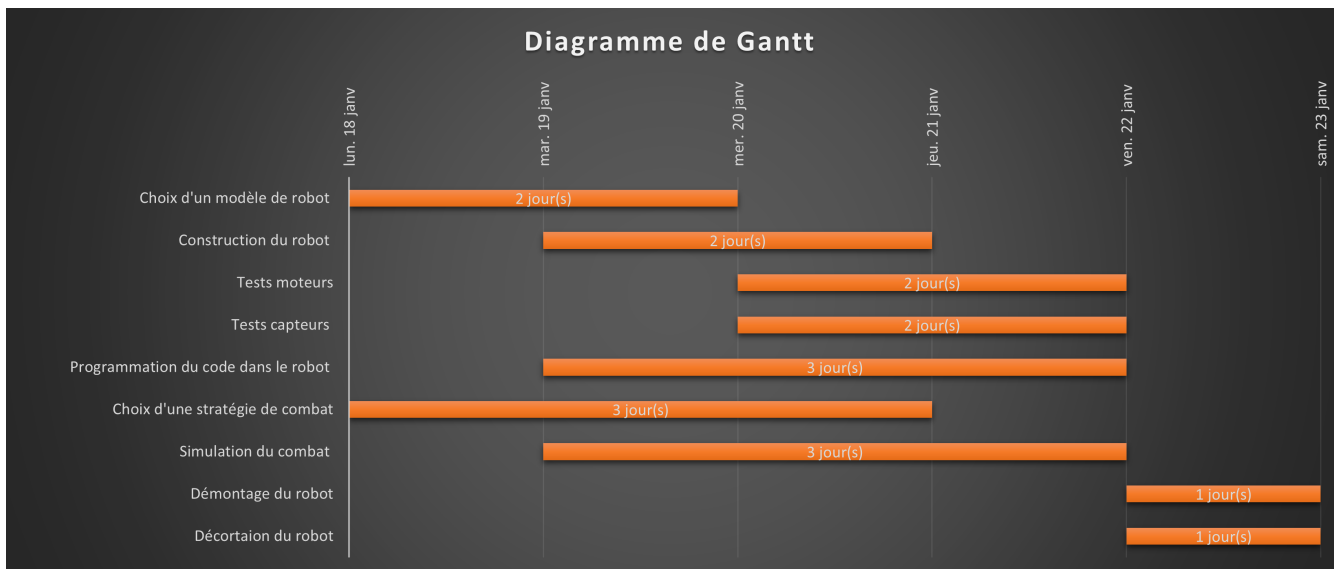 Diagramme de Gantt
lun. 18 janv
mar. 19 janv
mer. 20 janv
jeu. 21 janv
ven. 22 janv
sam. 23 janv
Choix d'un modèle de robot
2 jour(s)
Construction du robot
2 jour(s)
Tests moteurs
2 jour(s)
Tests capteurs
2 jour(s)
Programmation du code dans le robot
3 jour(s)
Choix d'une stratégie de combat
3 jour(s)
Simulation du combat
3 jour(s)
Démontage du robot
1 jour(s)
Décortaion du robot
1 jour(s)